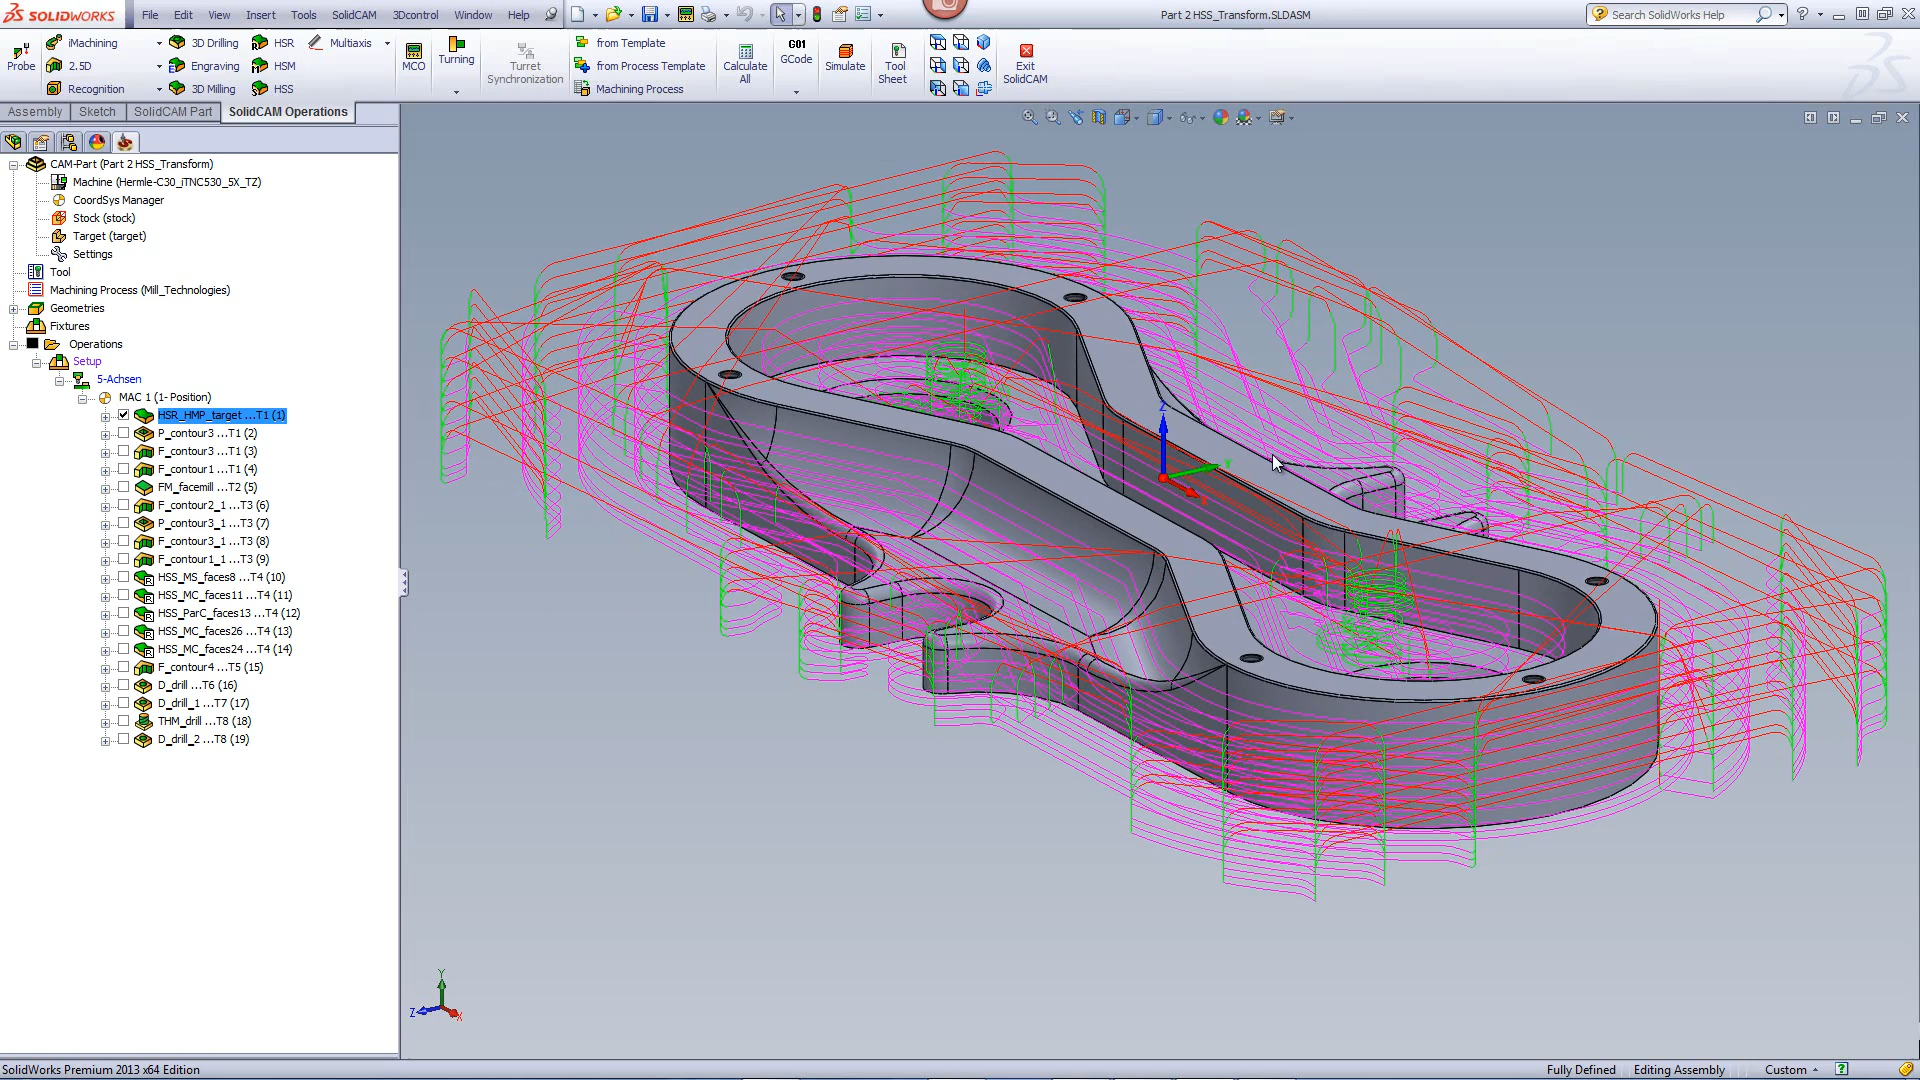 SOLIDWORKS File Edit View Insert Tools SolidCAM 3Dcontrol Window Help Part 2 HSS_Transform.SLDASM Search SolidWorks Help
Probe
iMachining
2.5D
Recognition
3D Drilling
Engraving
3D Milling
HSR
HSM
HSS
Multiaxis
MCO
Turning
Turret
Synchronization
from Template
from Process Template
Machining Process
Calculate
All
G01
GCode
Simulate
Tool
Sheet
Exit
SolidCAM
Assembly Sketch SolidCAM Part SolidCAM Operations
CAM-Part (Part 2 HSS_Transform)
Machine (Hermle-C30_iTNC530_5X_TZ)
CoordSys Manager
Stock (stock)
Target (target)
Settings
Tool
Machining Process (Mill_Technologies)
Geometries
Fixtures
Operations
Setup
5-Achsen
MAC 1 (1- Position)
HSR_HMP_target ...T1 (1)
P_contour3 ...T1 (2)
F_contour3 ...T1 (3)
F_contour1 ...T1 (4)
FM_facemill ...T2 (5)
F_contour2_1 ...T3 (6)
P_contour3_1 ...T3 (7)
F_contour3_1 ...T3 (8)
F_contour1_1 ...T3 (9)
HSS_MS_faces8 ...T4 (10)
HSS_MC_faces11 ...T4 (11)
HSS_ParC_faces13 ...T4 (12)
HSS_MC_faces26 ...T4 (13)
HSS_MC_faces24 ...T4 (14)
F_contour4 ...T5 (15)
D_drill ...T6 (16)
D_drill_1 ...T7 (17)
THM_drill ...T8 (18)
D_drill_2 ...T8 (19)
Z
Y
Y
Z
X
SolidWorks Premium 2013 x64 Edition Fully Defined Editing Assembly Custom